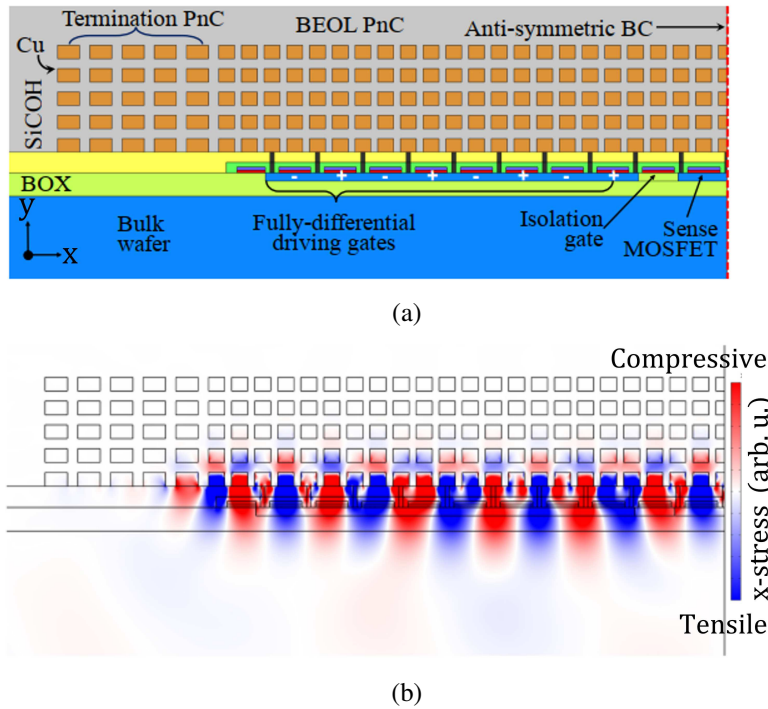 Termination PnC
BEOL PnC
Anti-symmetric BC
Cu
SiCOH
BOX
- + - + - + - +
y
x
Bulk
wafer
Fully-differential
driving gates
Isolation
gate
Sense
MOSFET
(a)
Compressive
x-stress (arb. u.)
Tensile
(b)